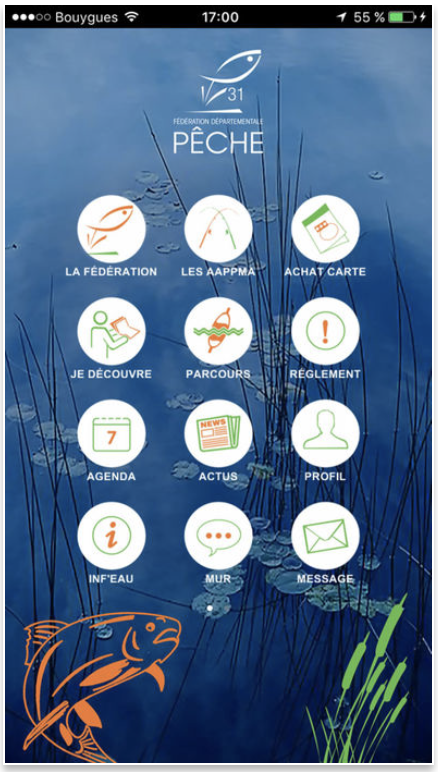 Bouygues 17:00 55 %
31
FÉDÉRATION DÉPARTEMENTALE
PÊCHE
LA FÉDÉRATION LES AAPPMA ACHAT CARTE
JE DÉCOUVRE PARCOURS RÉGLEMENT
7 NEWS
AGENDA ACTUS PROFIL
INF'EAU MUR MESSAGE